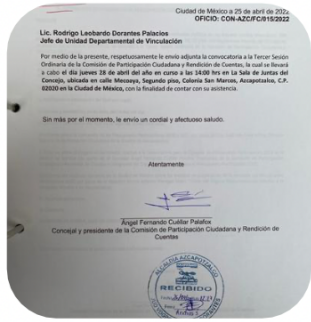 Ciudad de México a 25 de abril de 2022
OFICIO: CON-AZC/FC/015/2022
Lic. Rodrigo Leobardo Dorantes Palacios
Jefe de Unidad Departamental de Vinculación
Por medio de la presente, respetuosamente le envío adjunta la convocatoria a la Tercer Sesión
Ordinaria de la Comisión de Participación Ciudadana y Rendición de Cuentas, la cual se llevará
a cabo el día jueves 28 de abril del año en curso a las 14:00 hrs en la Sala de Juntas del
Concejo, ubicada en calle Mecoaya, Segundo piso, Colonia San Marcos, Azcapotzalco, C.P.
02020 en la Ciudad de México, con la finalidad de contar con su asistencia.
Sin más por el momento, le envío un cordial y afectuoso saludo.
Atentamente
Ángel Fernando Cuéllar Palafos
Concejal y presidente de la Comisión de Participación Ciudadana y Rendición de
Cuentas
ALCALDÍA AZCAPOTZALCO
RECIBIDO